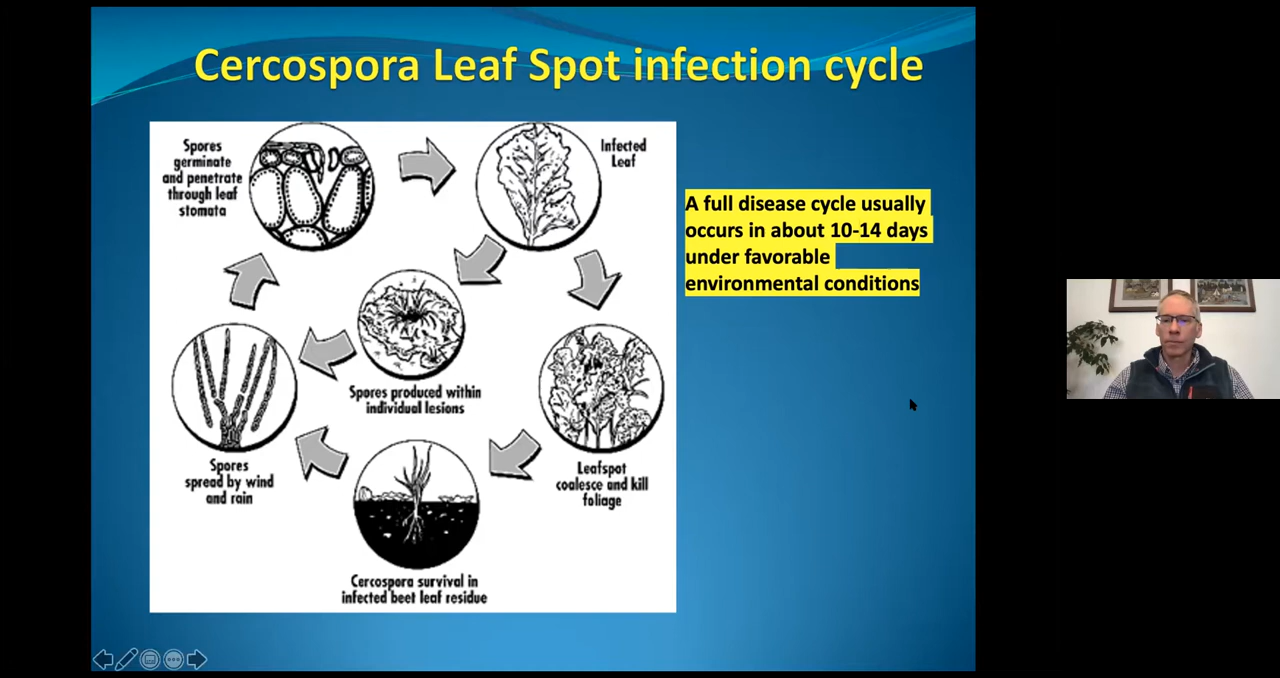 Cercospora Leaf Spot infection cycle
Spores
germinate
and penetrate
through leaf
stomata
Infected
Leaf
A full disease cycle usually
occurs in about 10-14 days
under favorable
environmental conditions
Spores produced within
individual lesions
Spores
spread by wind
and rain
Leafspot
coalesce and kill
foliage
Cercospora survival in
infected beet leaf residue